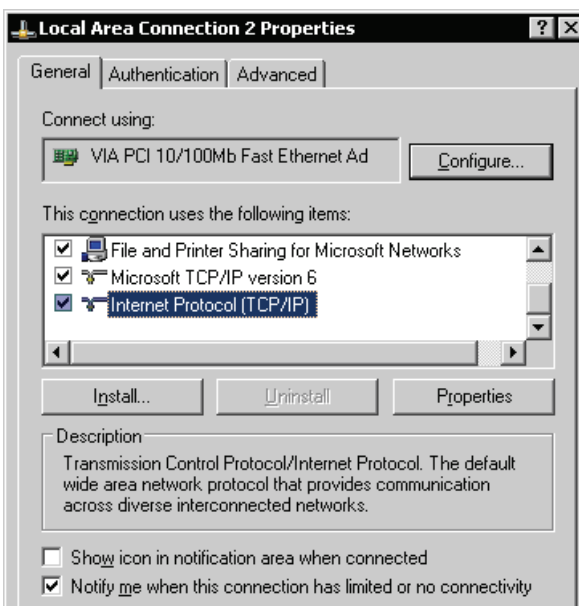 Local Area Connection 2 Properties
General Authentication Advanced
Connect using:
VIA PCI 10/100Mb Fast Ethernet Ad
Configure...
This connection uses the following items:
File and Printer Sharing for Microsoft Networks
Microsoft TCP/IP version 6
Internet Protocol (TCP/IP)
Install... Uninstall Properties
Description
Transmission Control Protocol/Internet Protocol. The default
wide area network protocol that provides communication
across diverse interconnected networks.
Show icon in notification area when connected
Notify me when this connection has limited or no connectivity